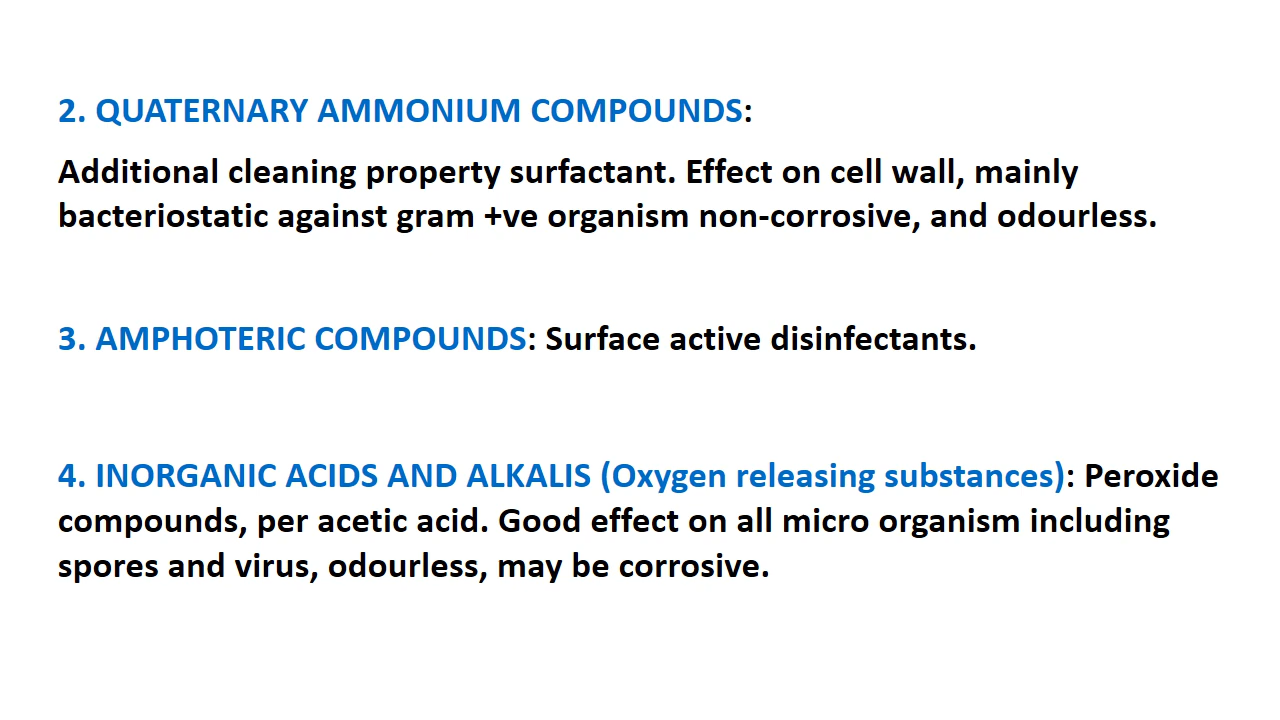 2. QUATERNARY AMMONIUM COMPOUNDS:
Additional cleaning property surfactant. Effect on cell wall, mainly
bacteriostatic against gram +ve organism non-corrosive, and odourless.
3. AMPHOTERIC COMPOUNDS: Surface active disinfectants.
4. INORGANIC ACIDS AND ALKALIS (Oxygen releasing substances): Peroxide
compounds, per acetic acid. Good effect on all micro organism including
spores and virus, odourless, may be corrosive.